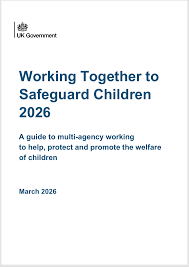 UK Government
Working Together to
Safeguard Children
2026
A guide to multi-agency working
to help, protect and promote the welfare
of children
March 2026